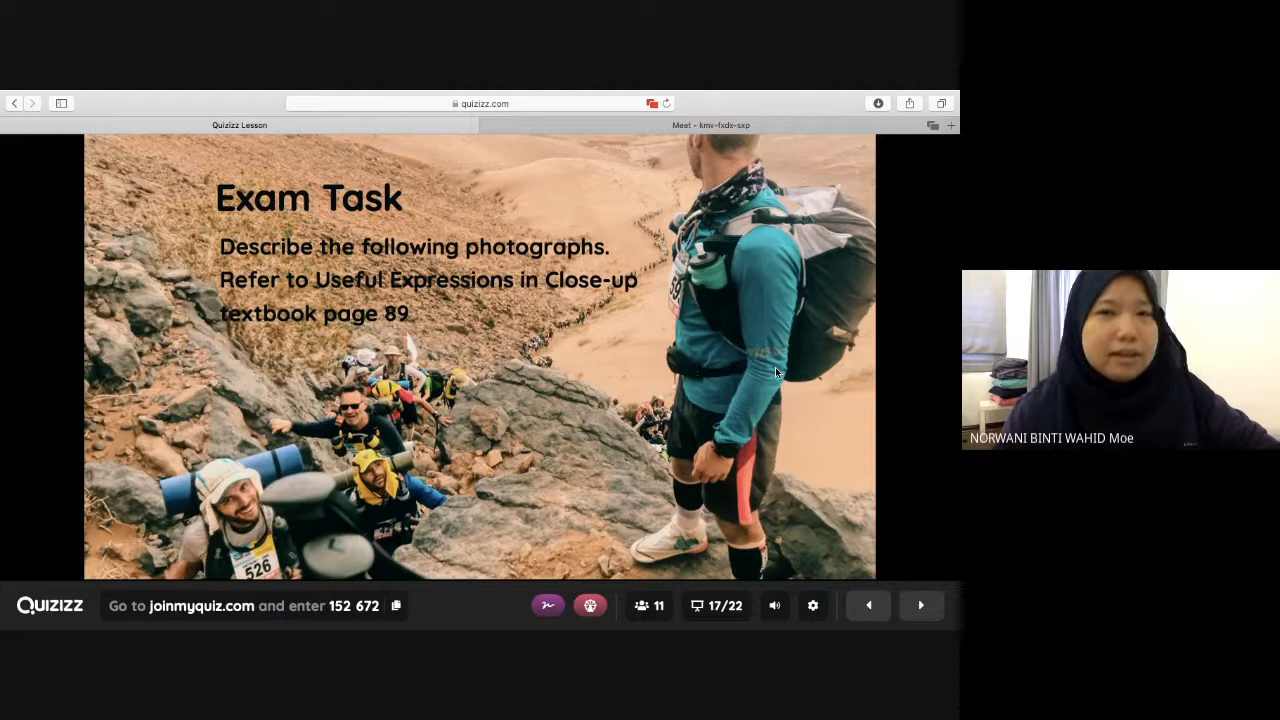 quizizz.com
Quizizz Lesson
Meet - kmv-fxdx-sxp
Exam Task
Describe the following photographs.
Refer to Useful Expressions in Close-up
textbook page 89
526
NORWANI BINTI WAHID Moe
QUIZIZZ
Go to joinmyquiz.com and enter 152 672
11
17/22